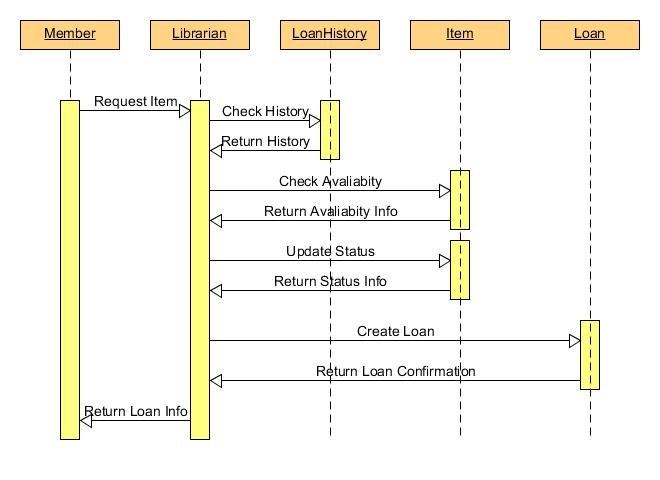 Member
Librarian
LoanHistory
Item
Loan
Request Item
Check History
Return History
Check Avaliabity
Return Avaliabity Info
Update Status
Return Status Info
Create Loan
Return Loan Confirmation
Return Loan Info